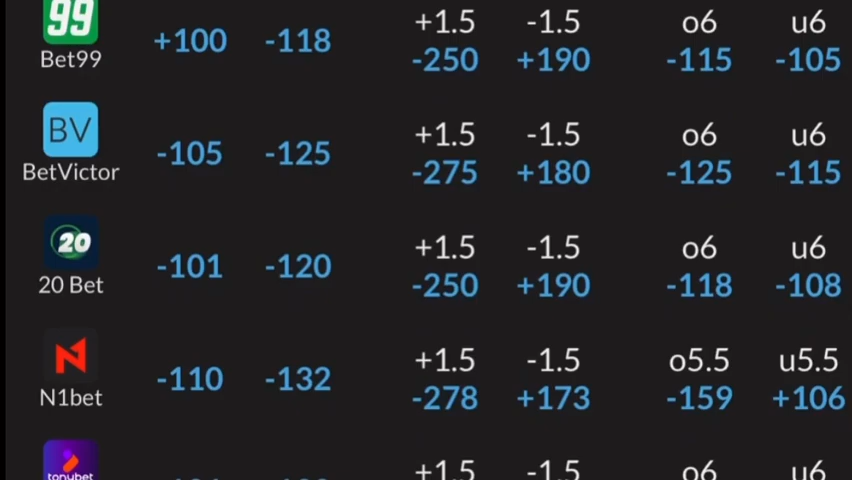 99 +1.5 -1.5 o6 u6
+100 -118
Bet99 -250 +190 -115 -105
BV +1.5 -1.5 o6 u6
-105 -125
BetVictor -275 +180 -125 -115
20 +1.5 -1.5 o6 u6
-101 -120
20 Bet -250 +190 -118 -108
N +1.5 -1.5 o5.5 u5.5
-110 -132
N1bet -278 +173 -159 +106
tonybet +1.5 -1.5 o6 u6